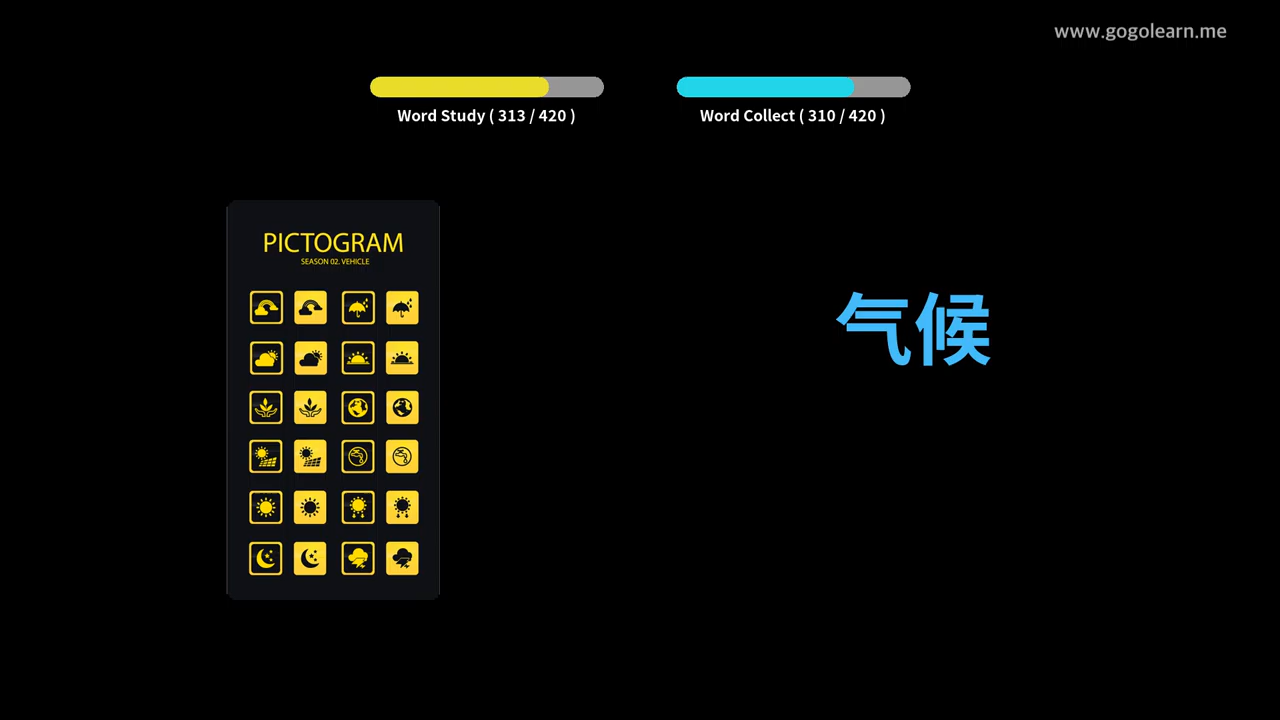 www.gogolearn.me
Word Study ( 313 / 420 )
Word Collect ( 310 / 420 )
PICTOGRAM
SEASON 02. VEHICLE
气候